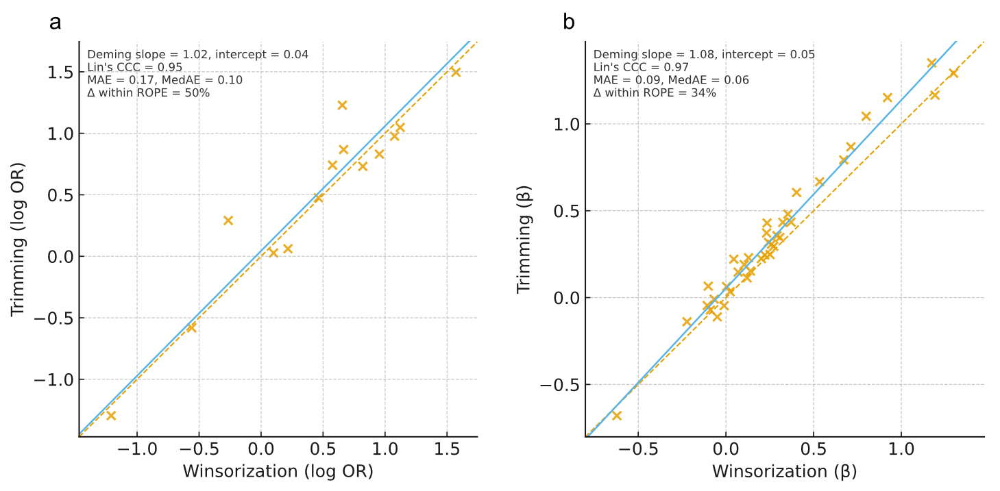 a
Deming slope = 1.02, intercept = 0.04
Lin's CCC = 0.95
MAE = 0.17, MedAE = 0.10
Δ within ROPE = 50%
1.5
1.0
0.5
0.0
−0.5
−1.0
Trimming (log OR)
−1.0 −0.5 0.0 0.5 1.0 1.5
Winsorization (log OR)
b
Deming slope = 1.08, intercept = 0.05
Lin's CCC = 0.97
MAE = 0.09, MedAE = 0.06
Δ within ROPE = 34%
1.0
0.5
0.0
−0.5
Trimming (β)
−0.5 0.0 0.5 1.0
Winsorization (β)